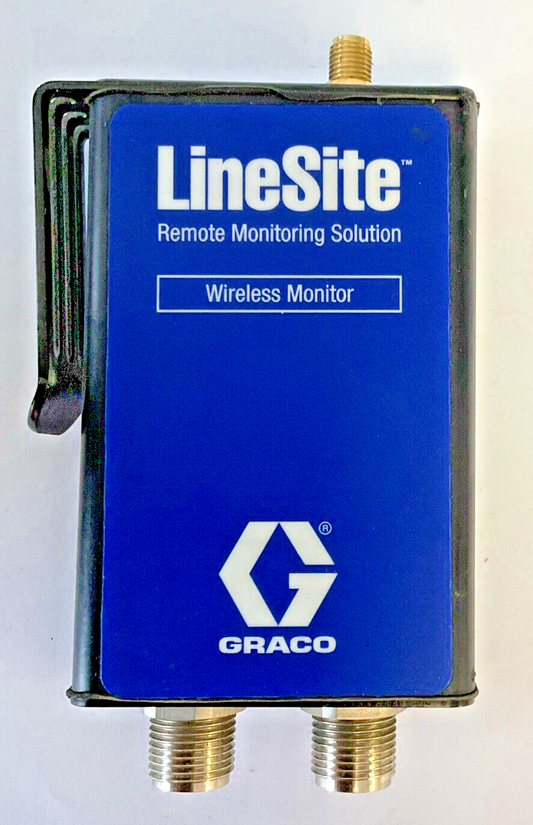 LineSite™
Remote Monitoring Solution
Wireless Monitor
®
GRACO